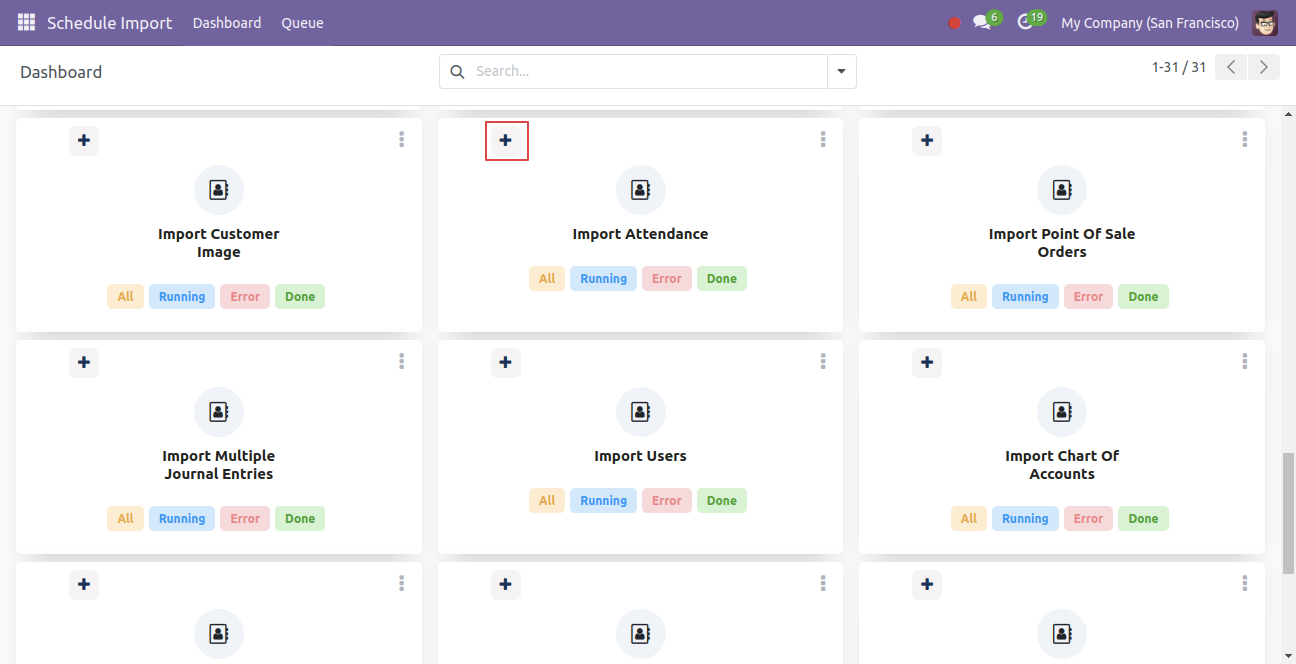 Schedule Import Dashboard Queue 6 19 My Company (San Francisco)
Dashboard Search... 1-31 / 31
Import Customer
Image
All Running Error Done
Import Attendance
All Running Error Done
Import Point Of Sale
Orders
All Running Error Done
Import Multiple
Journal Entries
All Running Error Done
Import Users
All Running Error Done
Import Chart Of
Accounts
All Running Error Done